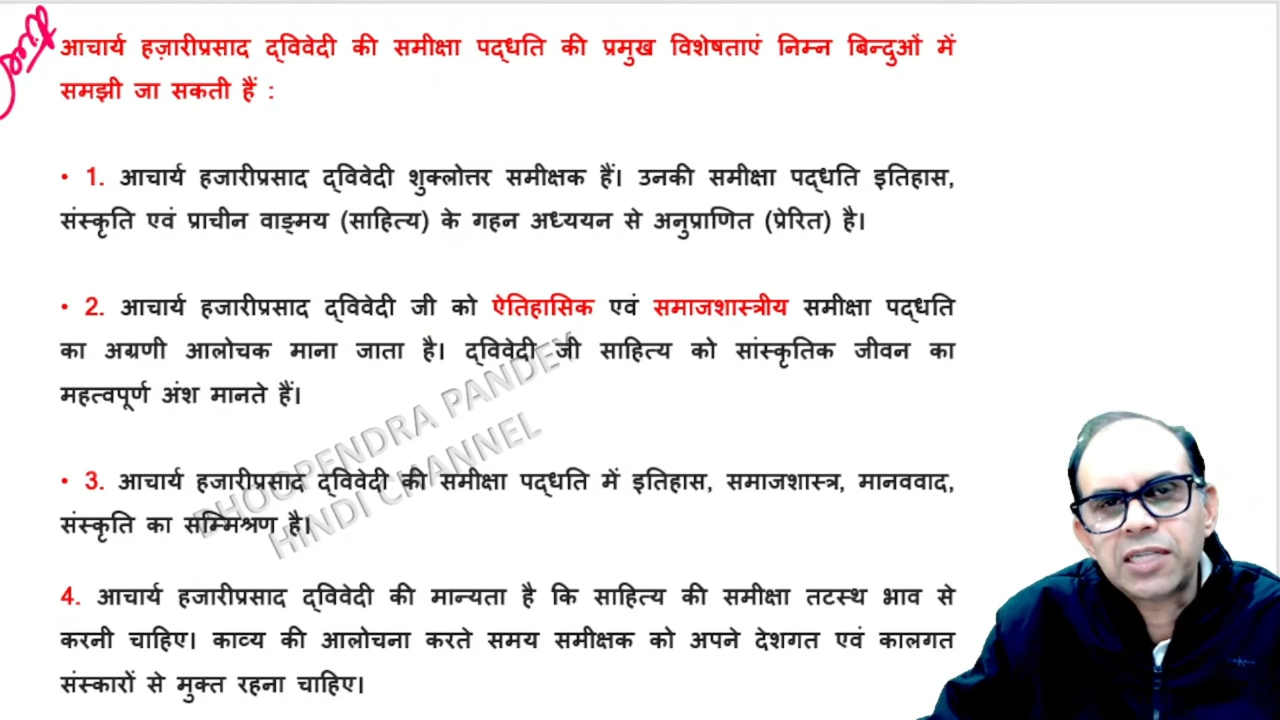 आचार्य हज़ारीप्रसाद द्विवेदी की समीक्षा पद्धति की प्रमुख विशेषताएं निम्न बिन्दुओं में
समझी जा सकती हैं :
• 1. आचार्य हजारीप्रसाद द्विवेदी शुक्लोत्तर समीक्षक हैं। उनकी समीक्षा पद्धति इतिहास,
संस्कृति एवं प्राचीन वाङ्मय (साहित्य) के गहन अध्ययन से अनुप्राणित (प्रेरित) है।
• 2. आचार्य हजारीप्रसाद द्विवेदी जी को ऐतिहासिक एवं समाजशास्त्रीय समीक्षा पद्धति
का अग्रणी आलोचक माना जाता है। द्विवेदी जी साहित्य को सांस्कृतिक जीवन का
महत्वपूर्ण अंश मानते हैं।
• 3. आचार्य हजारीप्रसाद द्विवेदी की समीक्षा पद्धति में इतिहास, समाजशास्त्र, मानववाद,
संस्कृति का सम्मिश्रण है।
4. आचार्य हजारीप्रसाद द्विवेदी की मान्यता है कि साहित्य की समीक्षा तटस्थ भाव से
करनी चाहिए। काव्य की आलोचना करते समय समीक्षक को अपने देशगत एवं कालगत
संस्कारों से मुक्त रहना चाहिए।
BHOOPENDRA PANDEY
HINDI CHANNEL